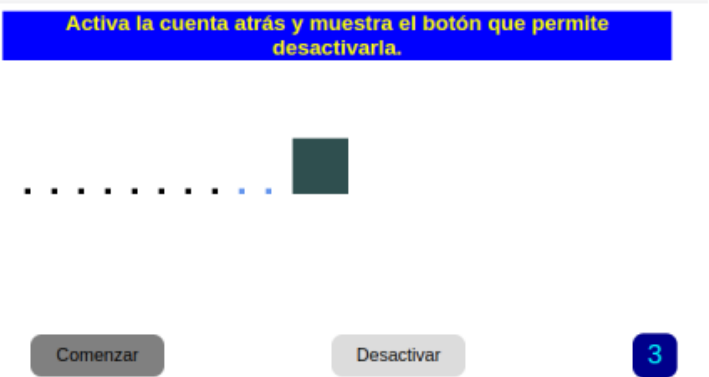 Activa la cuenta atrás y muestra el botón que permite
desactivarla.
. . . . . . . . . .
Comenzar Desactivar 3